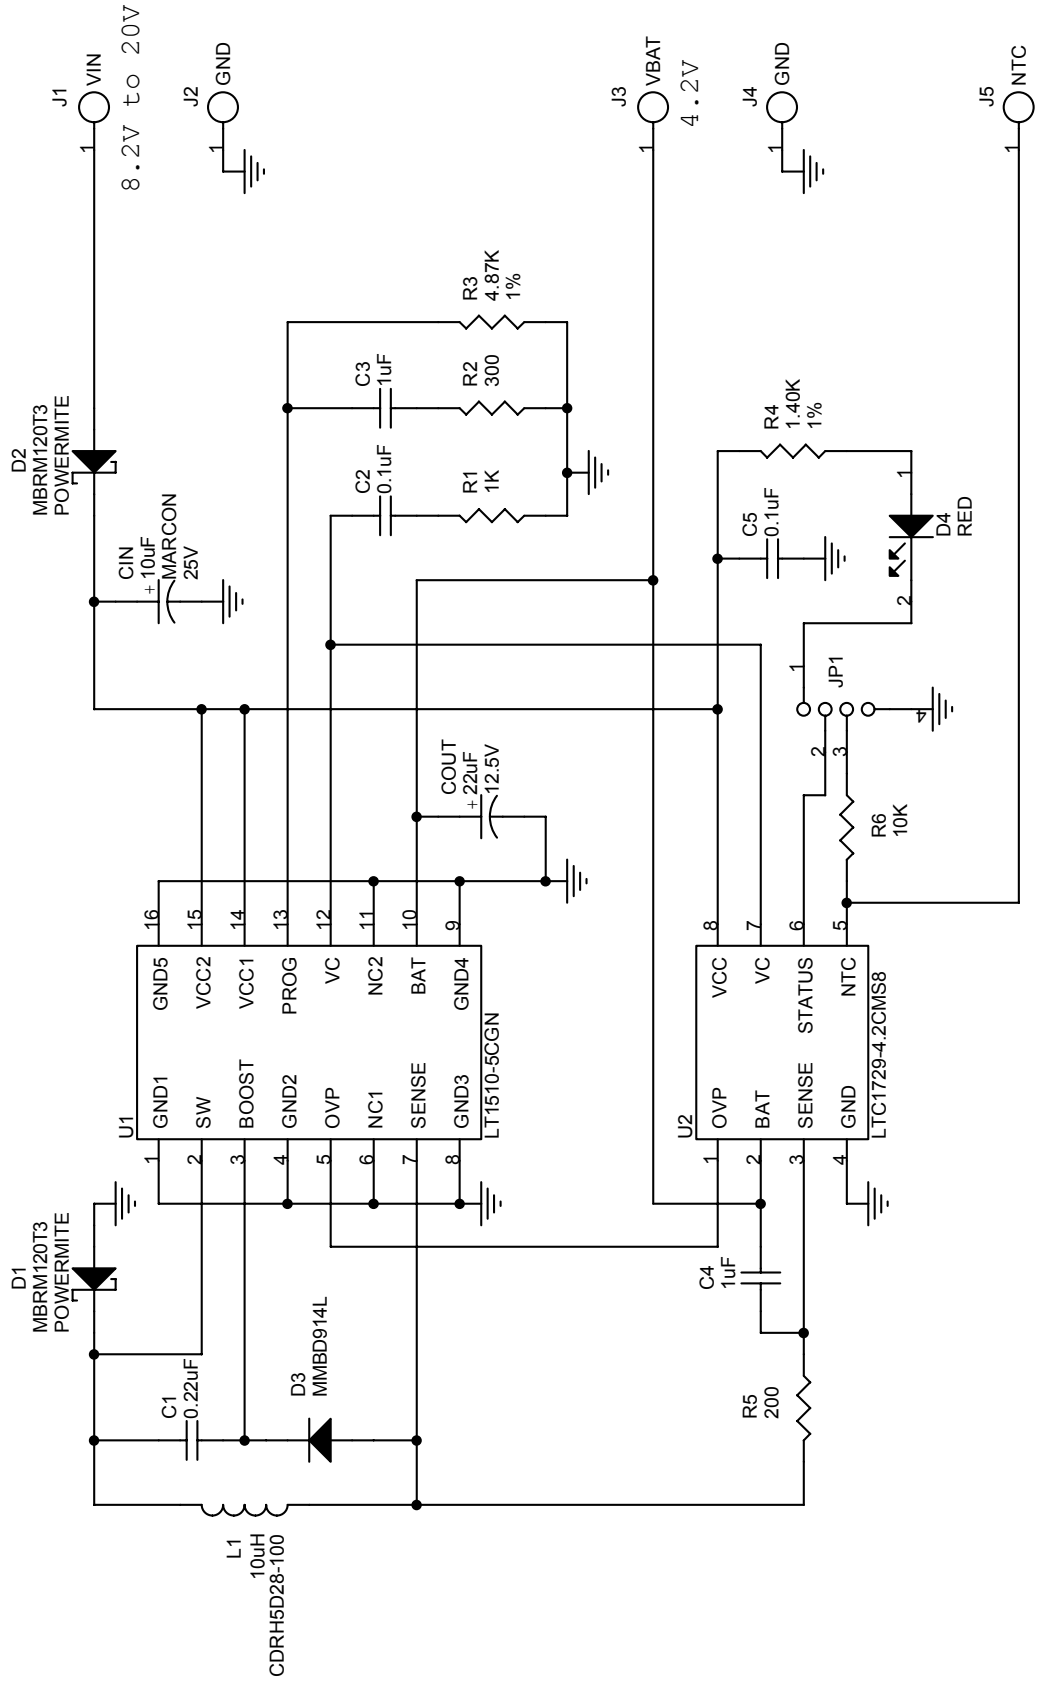 D1
MBRM120T3
POWERMITE
D2
MBRM120T3
POWERMITE
J1
VIN
1
8.2V to 20V
J2
GND
1
CIN
+
10uF
MARCON
25V
L1
10uH
CDRH5D28-100
C1
0.22uF
D3
MMBD914L
U1
GND1
SW
BOOST
GND2
OVP
NC1
SENSE
GND3
1
2
3
4
5
6
7
8
GND5
VCC2
VCC1
PROG
VC
NC2
BAT
GND4
16
15
14
13
12
11
10
9
LT1510-5CGN
COUT
+
22uF
12.5V
C2
0.1uF
R1
1K
C3
1uF
R2
300
R3
4.87K
1%
J3
VBAT
1
4.2V
J4
GND
1
J5
NTC
1
R5
200
C4
1uF
U2
OVP
BAT
SENSE
GND
1
2
3
4
VCC
VC
STATUS
NTC
8
7
6
5
LTC1729-4.2CMS8
R6
10K
JP1
1
2
3
4
C5
0.1uF
R4
1.40K
1%
D4
RED
1
2